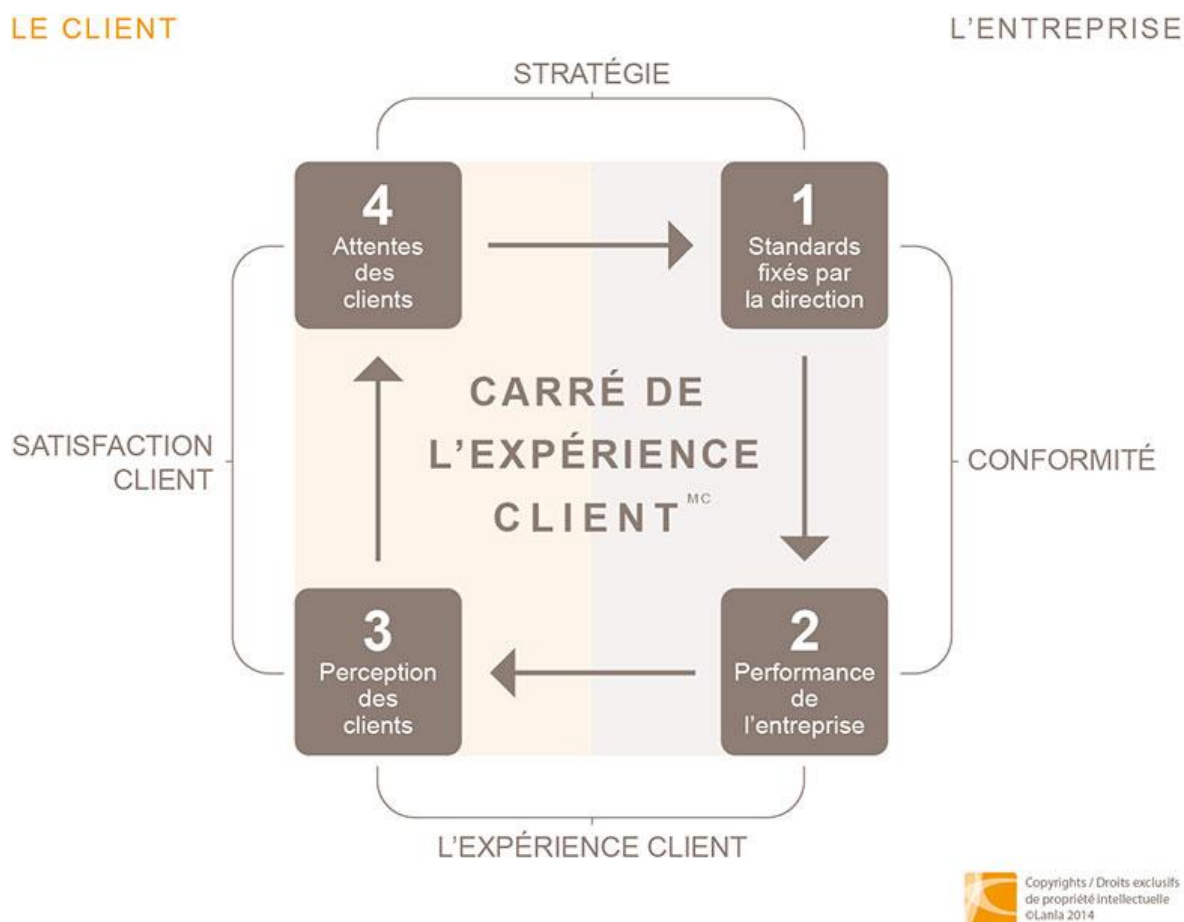 LE CLIENT
L'ENTREPRISE
STRATÉGIE
4
Attentes
des
clients
1
Standards
fixés par
la direction
CARRÉ DE
L'EXPÉRIENCE
CLIENT MC
SATISFACTION
CLIENT
CONFORMITÉ
3
Perception
des
clients
2
Performance
de
l'entreprise
L'EXPÉRIENCE CLIENT
Copyrights / Droits exclusifs
de propriété intellectuelle
©Lanla 2014